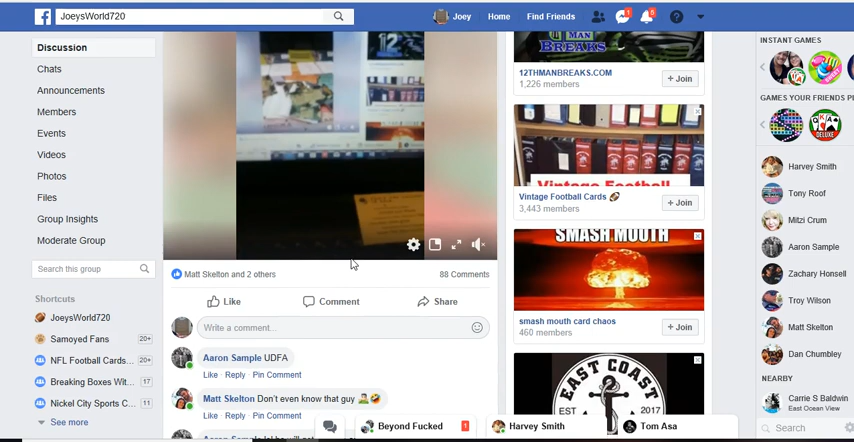 JoeysWorld720
Joey
Home
Find Friends
1
5
Discussion
Chats
Announcements
Members
Events
Videos
Photos
Files
Group Insights
Moderate Group
Search this group
Shortcuts
JoeysWorld720
Samoyed Fans
20+
NFL Football Cards...
20+
Breaking Boxes Wit...
17
Nickel City Sports C...
11
See more
Matt Skelton and 2 others
88 Comments
Like
Comment
Share
Write a comment...
Aaron Sample UDFA
Like · Reply · Pin Comment
Matt Skelton Don't even know that guy
Like · Reply · Pin Comment
MAN
BREAKS
12THMANBREAKS.COM
1,226 members
+ Join
Vintage Football
Vintage Football Cards
3,443 members
+ Join
SMASH MOUTH
smash mouth card chaos
460 members
+ Join
EAST COAST
EST
2017
INSTANT GAMES
GAMES YOUR FRIENDS PL
Harvey Smith
Tony Roof
Mitzi Crum
Aaron Sample
Zachary Honsell
Troy Wilson
Matt Skelton
Dan Chumbley
NEARBY
Carrie S Baldwin
East Ocean View
Search
Beyond Fucked
1
Harvey Smith
Tom Asa